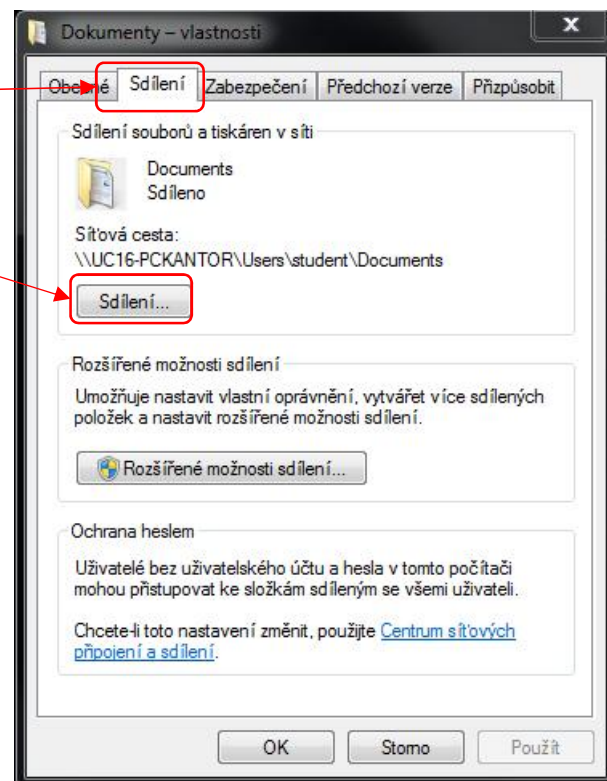 Dokumenty – vlastnosti
x
Obecné Sdílení Zabezpečení Předchozí verze Přizpůsobit
Sdílení souborů a tiskáren v síti
Documents
Sdíleno
Síťová cesta:
\\UC16-PCKANTOR\Users\student\Documents
Sdílení...
Rozšířené možnosti sdílení
Umožňuje nastavit vlastní oprávnění, vytvářet více sdílených
položek a nastavit rozšířené možnosti sdílení.
Rozšířené možnosti sdílení...
Ochrana heslem
Uživatelé bez uživatelského účtu a hesla v tomto počítači
mohou přistupovat ke složkám sdíleným se všemi uživateli.
Chcete-li toto nastavení změnit, použijte Centrum síťových
připojení a sdílení.
OK Storno Použít